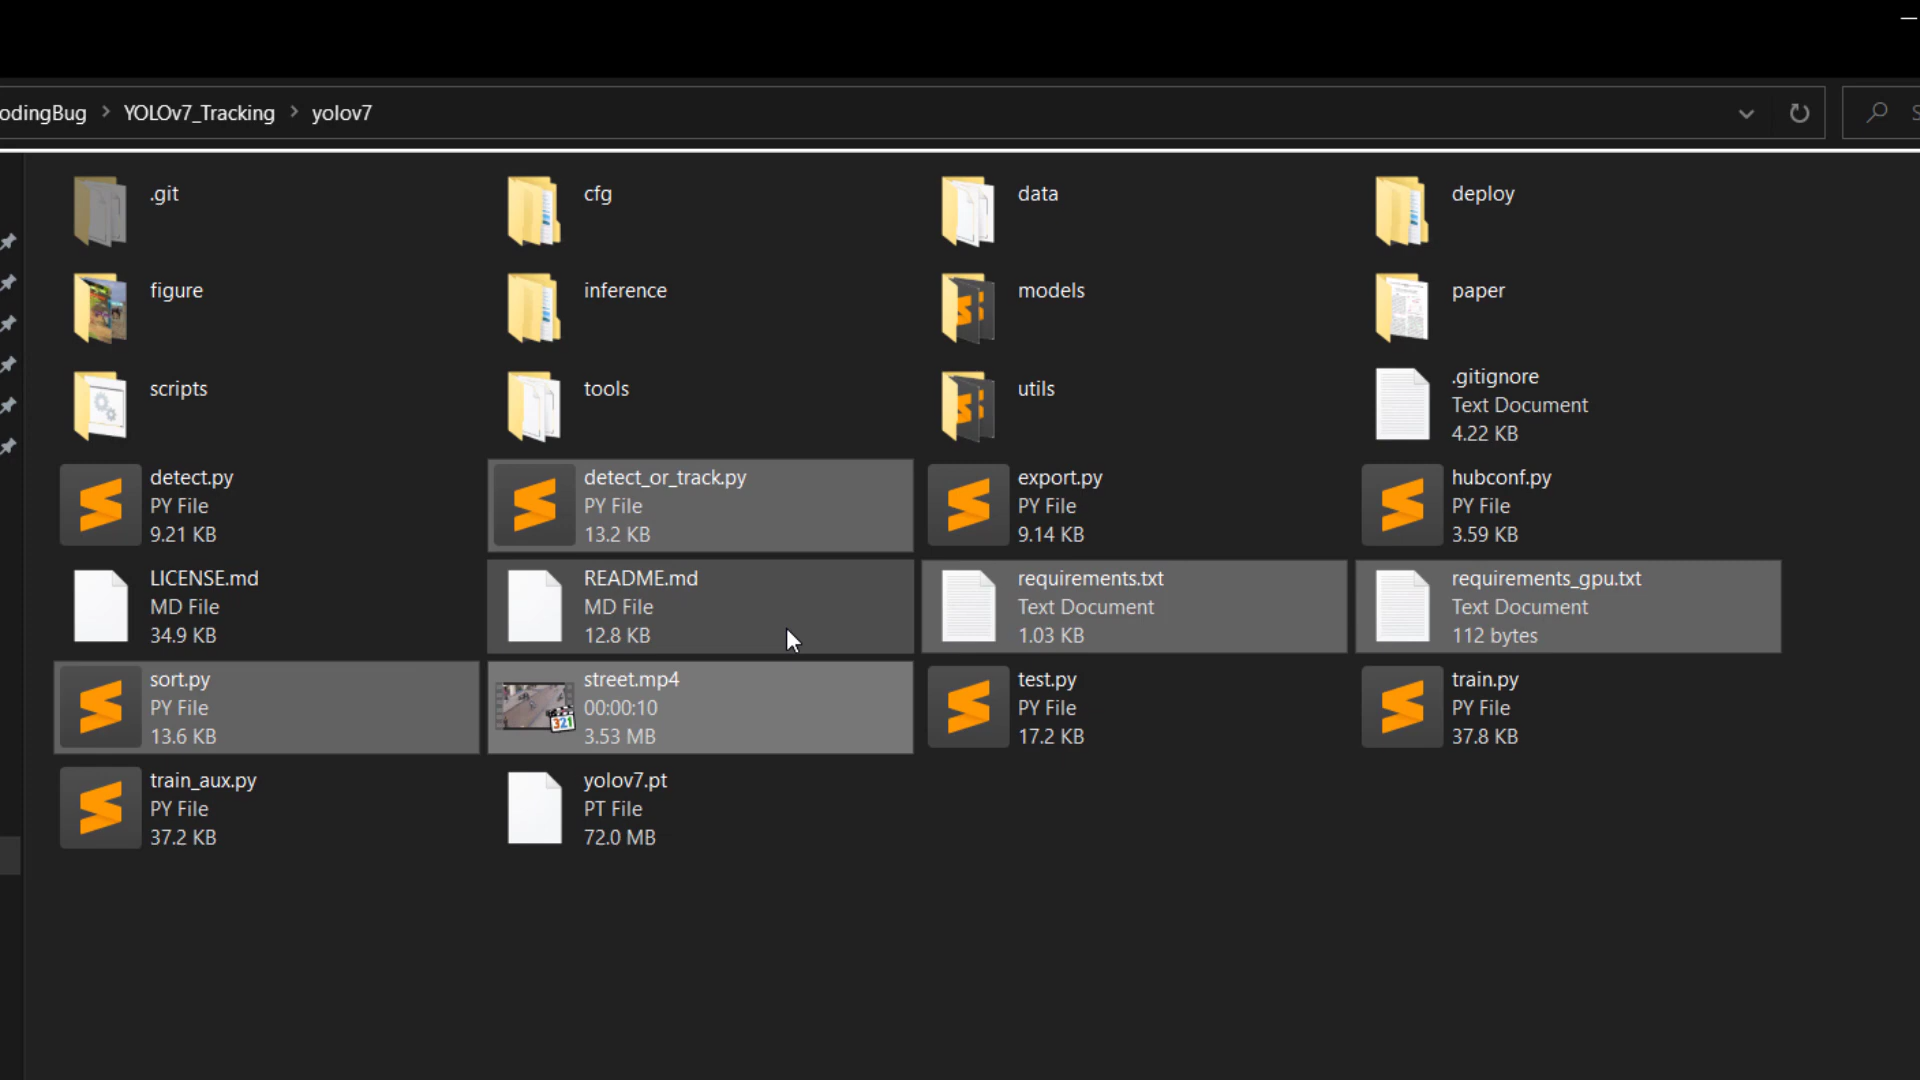 odingBug > YOLOv7_Tracking > yolov7
.git
cfg
data
deploy
figure
inference
models
paper
scripts
tools
utils
.gitignore
Text Document
4.22 KB
detect.py
PY File
9.21 KB
detect_or_track.py
PY File
13.2 KB
export.py
PY File
9.14 KB
hubconf.py
PY File
3.59 KB
LICENSE.md
MD File
34.9 KB
README.md
MD File
12.8 KB
requirements.txt
Text Document
1.03 KB
requirements_gpu.txt
Text Document
112 bytes
sort.py
PY File
13.6 KB
street.mp4
00:00:10
3.53 MB
321
test.py
PY File
17.2 KB
train.py
PY File
37.8 KB
train_aux.py
PY File
37.2 KB
yolov7.pt
PT File
72.0 MB